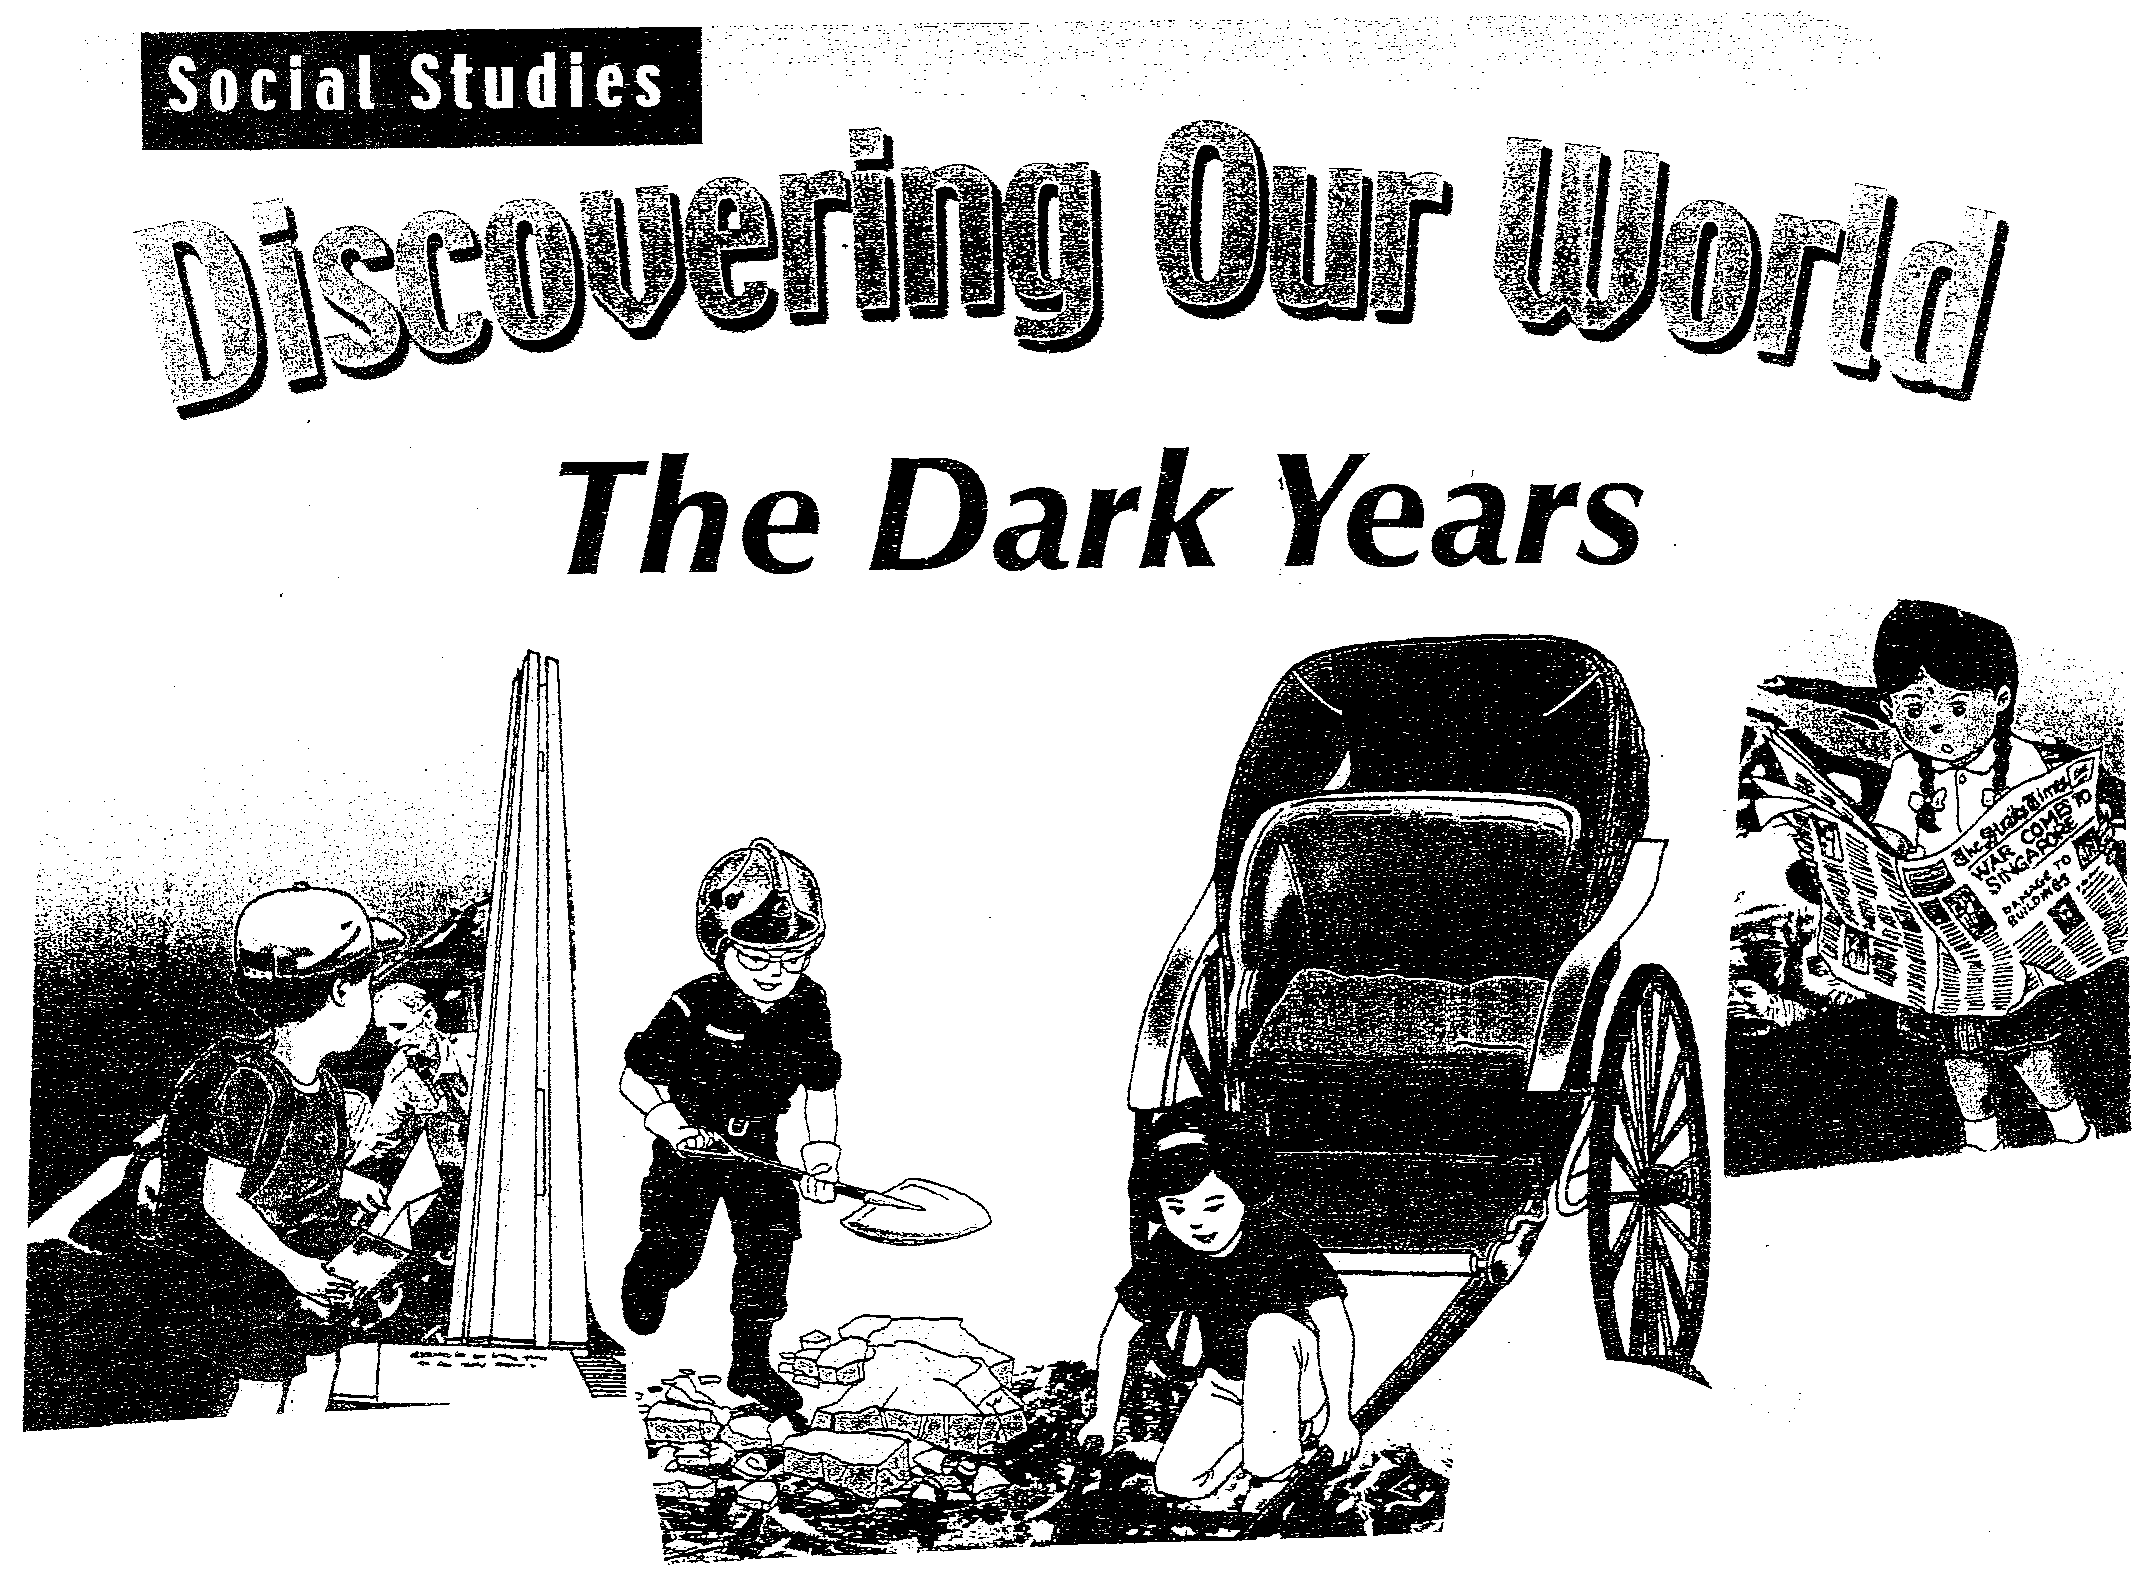 Social Studies
Discovering Our World
The Dark Years
The Straits Times
WAR COMES TO
SINGAPORE
DAMAGE TO
BUILDINGS